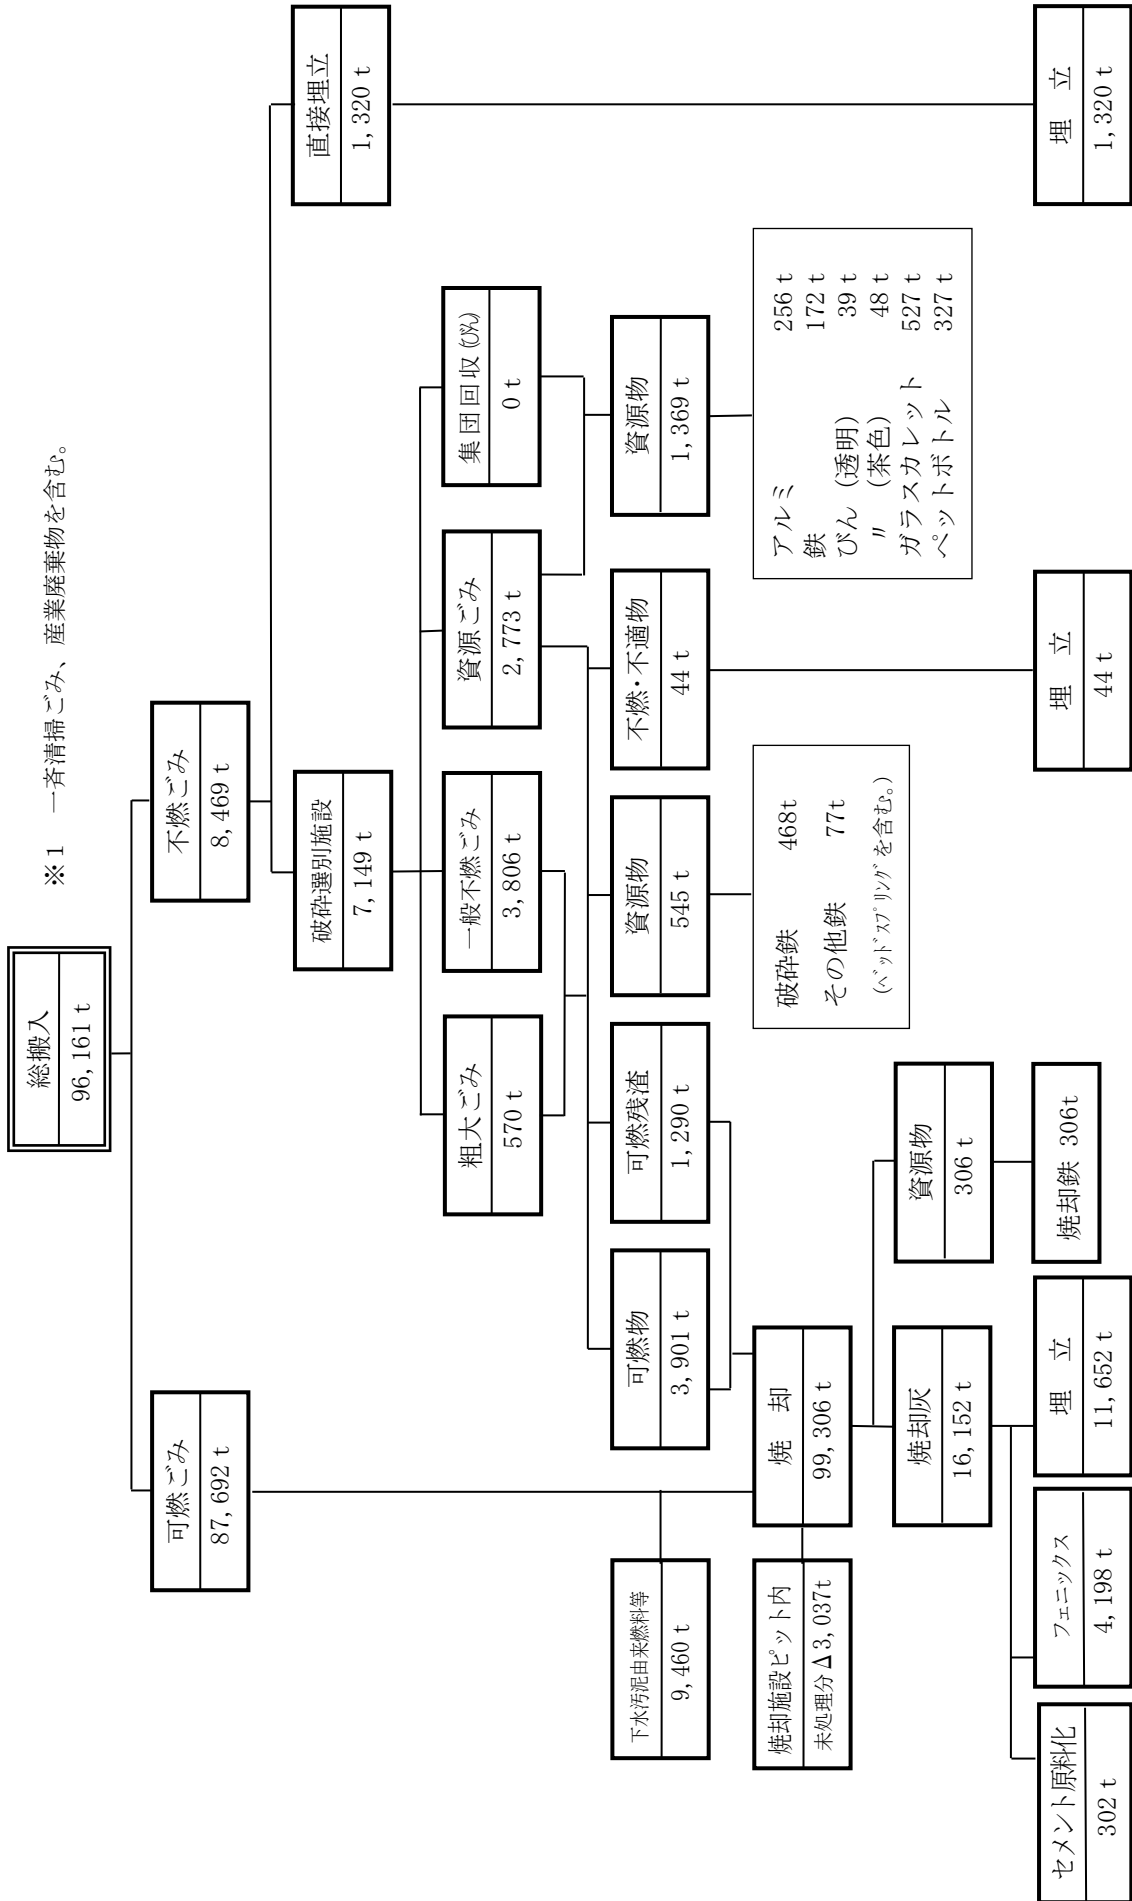 総搬入
96,161 t
※1　一斉清掃ごみ、産業廃棄物を含む。
可燃ごみ
87,692 t
不燃ごみ
8,469 t
破砕選別施設
7,149 t
直接埋立
1,320 t
粗大ごみ
570 t
一般不燃ごみ
3,806 t
資源ごみ
2,773 t
集団回収(びん)
0 t
下水汚泥由来燃料等
9,460 t
可燃物
3,901 t
可燃残渣
1,290 t
資源物
545 t
不燃・不適物
44 t
資源物
1,369 t
焼却施設ピット内
未処理分Δ3,037t
焼　却
99,306 t
破砕鉄　468t
その他鉄　77t
(ベッドスプリングを含む。)
アルミ　256 t
鉄　172 t
びん（透明）　39 t
〃（茶色）　48 t
ガラスカレット　527 t
ペットボトル　327 t
焼却灰
16,152 t
資源物
306 t
セメント原料化
302 t
フェニックス
4,198 t
埋　立
11,652 t
焼却鉄 306t
埋　立
44 t
埋　立
1,320 t